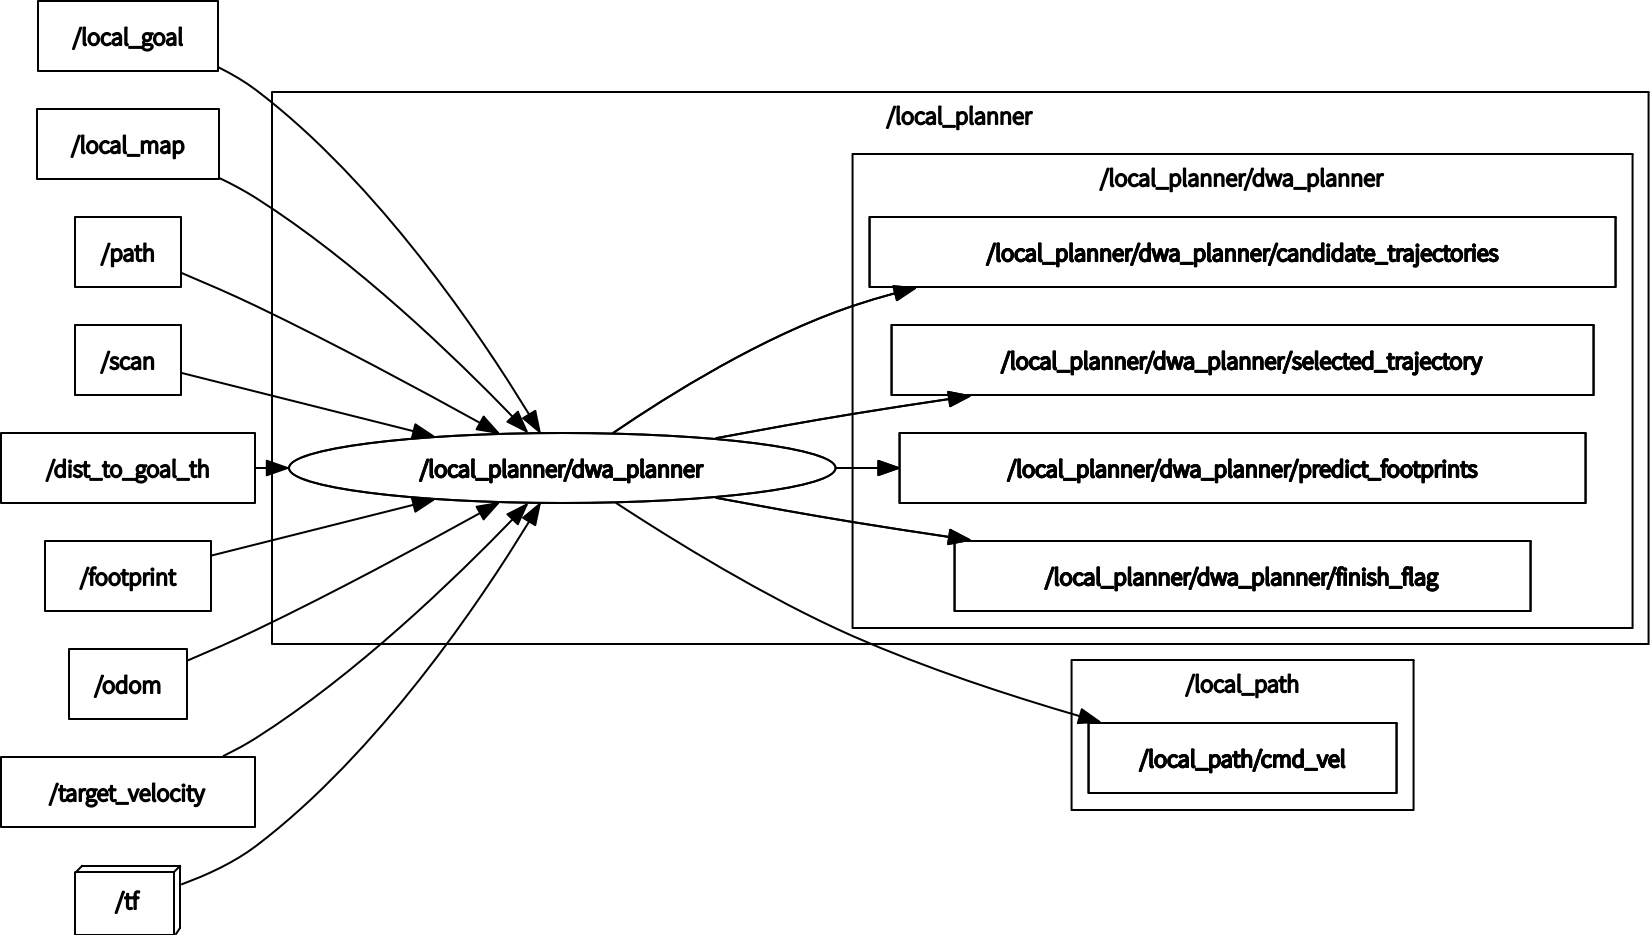 /local_goal
/local_map
/path
/scan
/dist_to_goal_th
/footprint
/odom
/target_velocity
/tf
/local_planner/dwa_planner
/local_planner
/local_planner/dwa_planner
/local_planner/dwa_planner/candidate_trajectories
/local_planner/dwa_planner/selected_trajectory
/local_planner/dwa_planner/predict_footprints
/local_planner/dwa_planner/finish_flag
/local_path
/local_path/cmd_vel